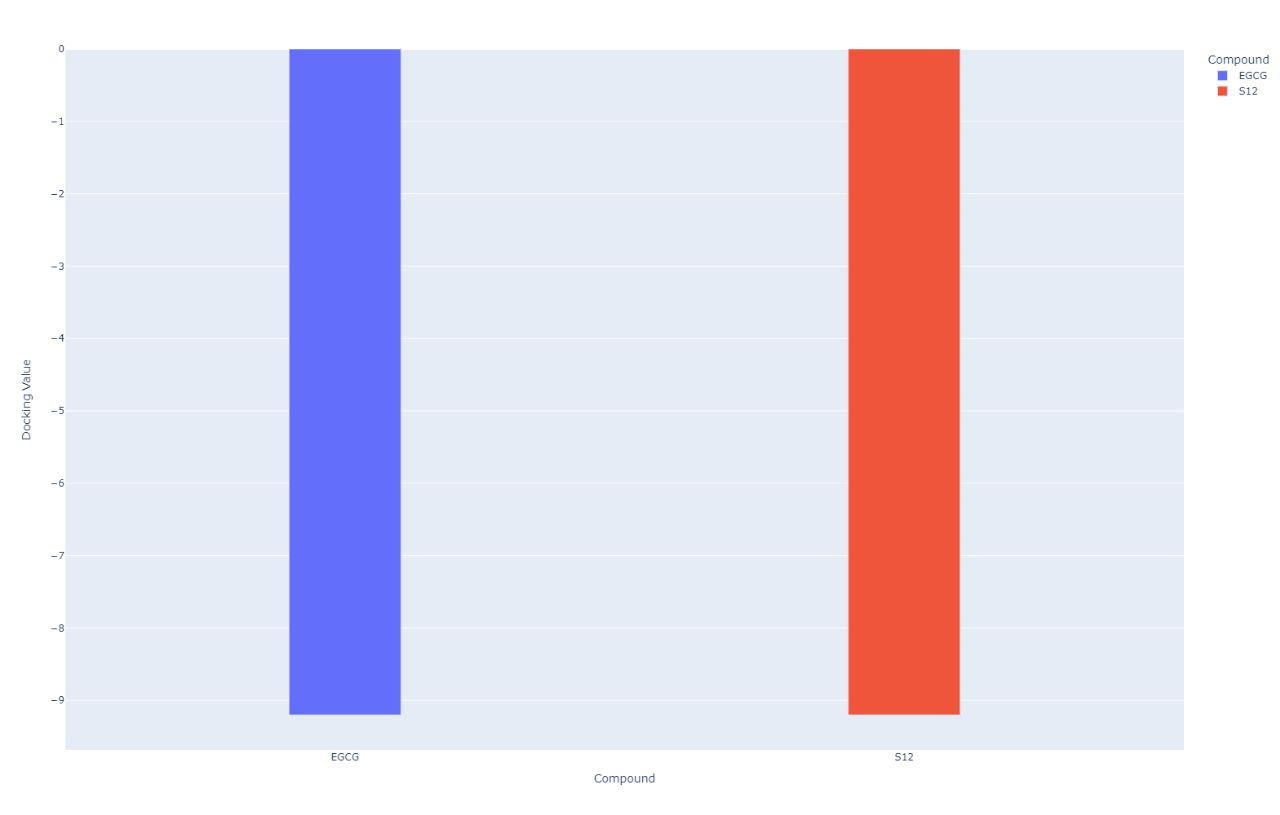 0
−1
−2
−3
−4
−5
−6
−7
−8
−9
Docking Value
EGCG
S12
Compound
Compound
EGCG
S12